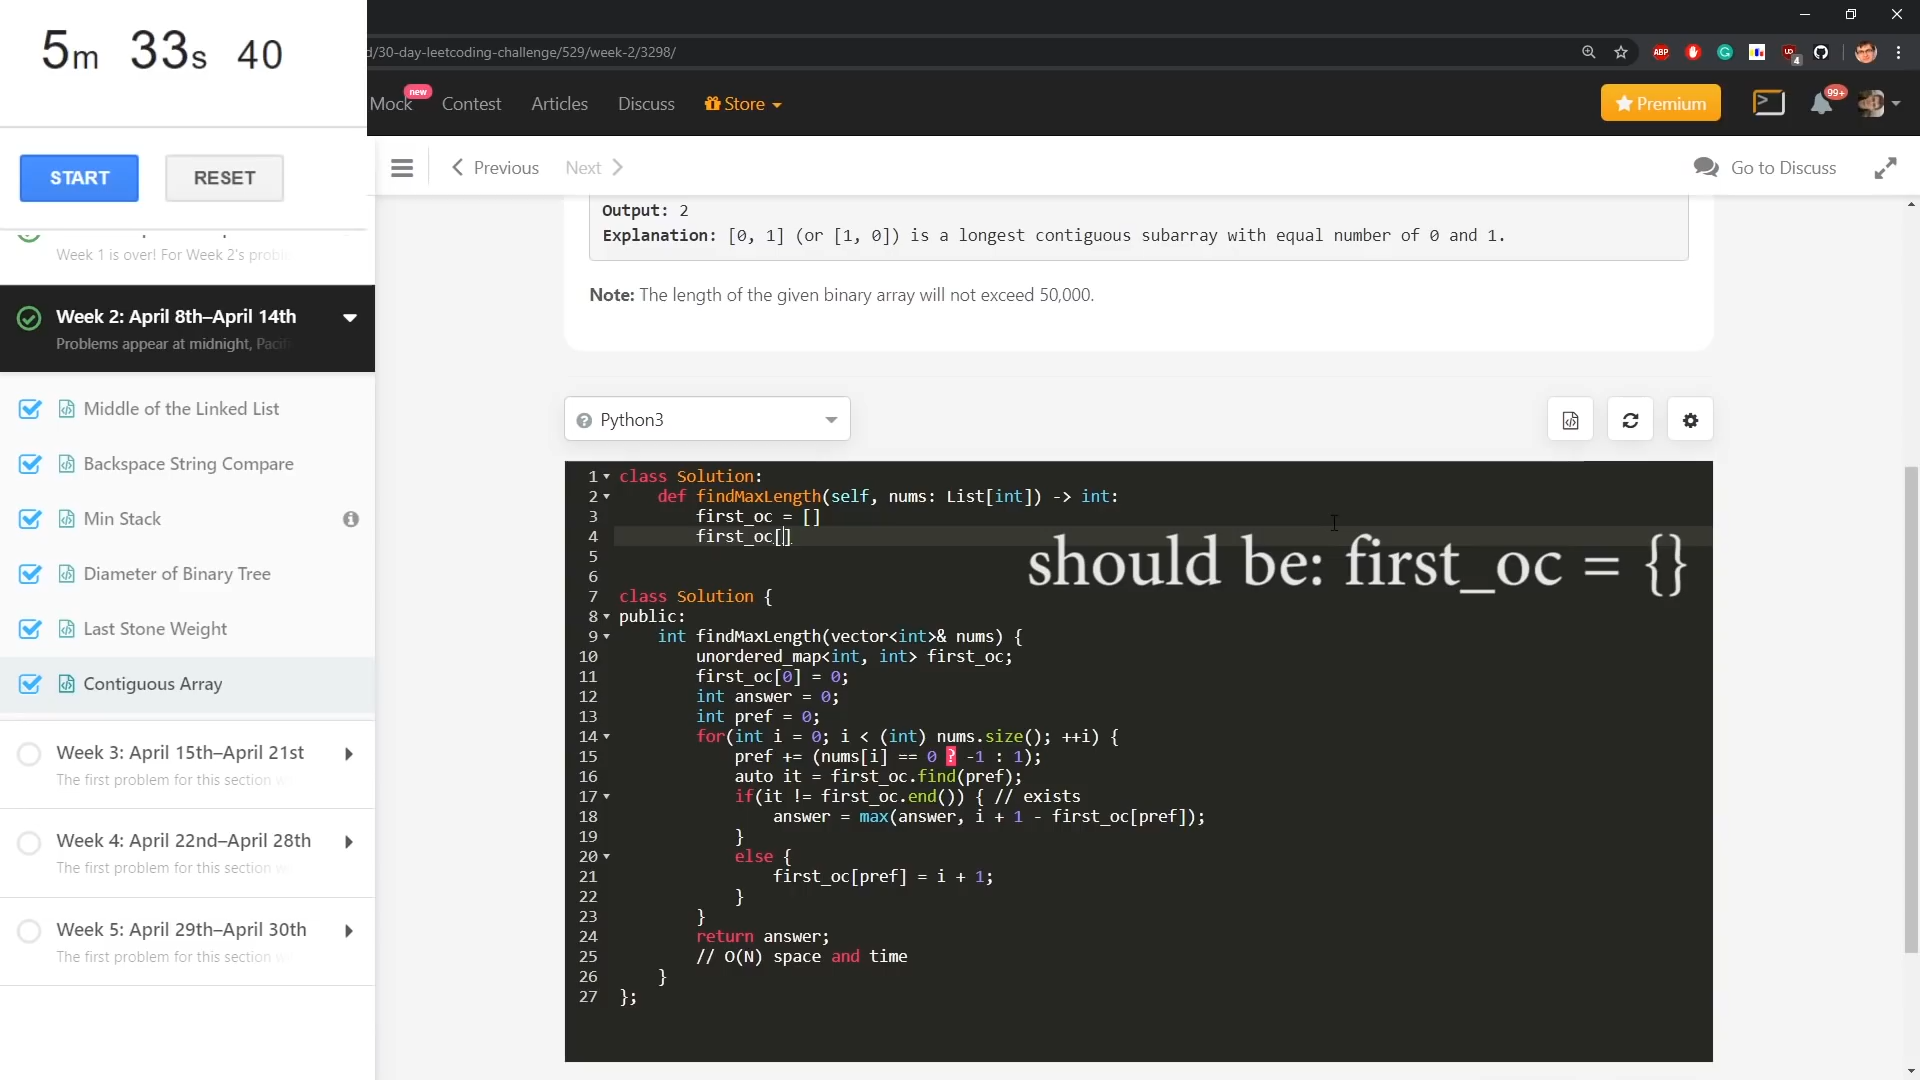 5m 33s 40
START
RESET
d/30-day-leetcoding-challenge/529/week-2/3298/
ABP
4
Mock
new
Contest
Articles
Discuss
Store
Premium
99+
Previous
Next
Go to Discuss
Week 1 is over! For Week 2's proble
Week 2: April 8th–April 14th
Problems appear at midnight, Pacifi
Middle of the Linked List
Backspace String Compare
Min Stack
Diameter of Binary Tree
Last Stone Weight
Contiguous Array
Week 3: April 15th–April 21st
The first problem for this section w
Week 4: April 22nd–April 28th
The first problem for this section w
Week 5: April 29th–April 30th
The first problem for this section w
Output: 2
Explanation: [0, 1] (or [1, 0]) is a longest contiguous subarray with equal number of 0 and 1.
Note: The length of the given binary array will not exceed 50,000.
Python3
1 class Solution:
2     def findMaxLength(self, nums: List[int]) -> int:
3         first_oc = []
4         first_oc[]
5
6
7 class Solution {
8 public:
9     int findMaxLength(vector<int>& nums) {
10         unordered_map<int, int> first_oc;
11         first_oc[0] = 0;
12         int answer = 0;
13         int pref = 0;
14         for(int i = 0; i < (int) nums.size(); ++i) {
15             pref += (nums[i] == 0 ? -1 : 1);
16             auto it = first_oc.find(pref);
17             if(it != first_oc.end()) { // exists
18                 answer = max(answer, i + 1 - first_oc[pref]);
19             }
20             else {
21                 first_oc[pref] = i + 1;
22             }
23         }
24         return answer;
25         // O(N) space and time
26     }
27 };
should be: first_oc = {}